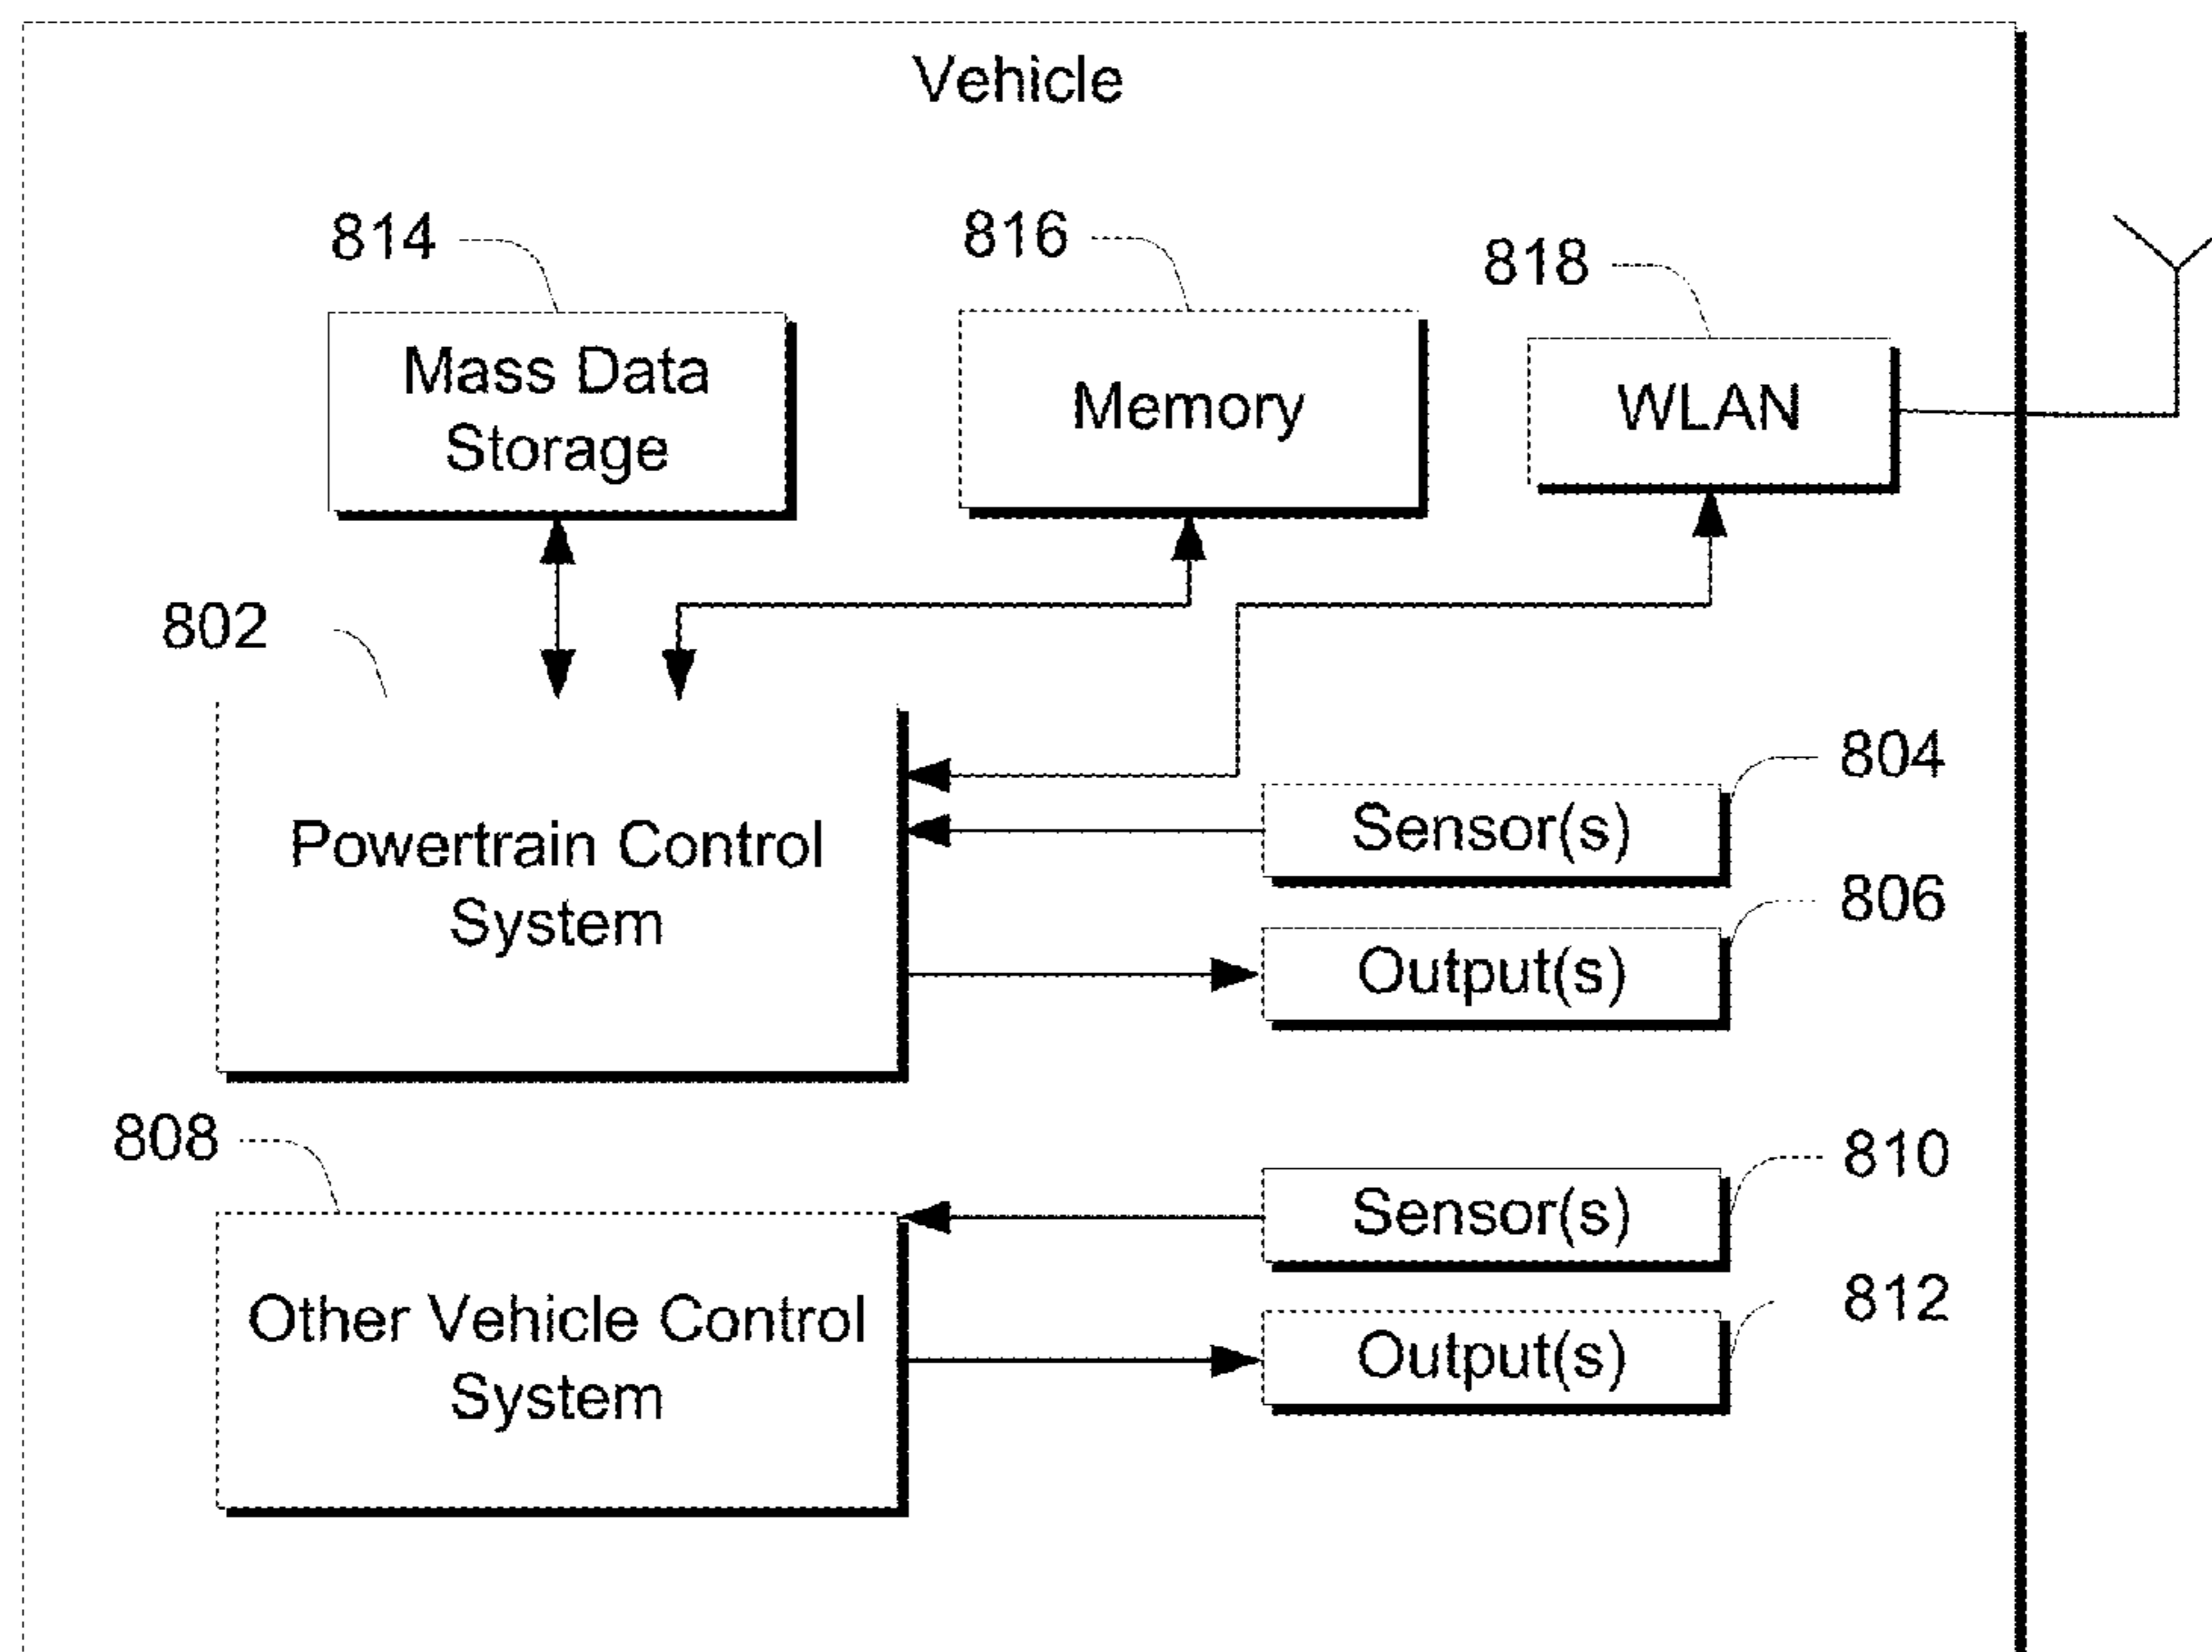 Vehicle
814
816
818
Mass Data
Storage
Memory
WLAN
802
804
Powertrain Control
System
Sensor(s)
806
Output(s)
808
810
Sensor(s)
Other Vehicle Control
System
812
Output(s)